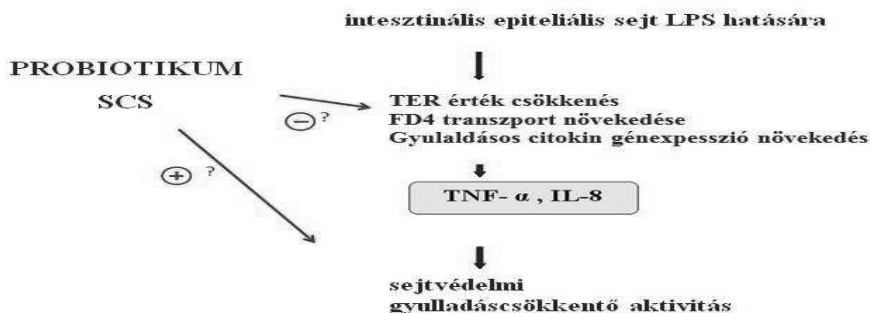 intesztinális epiteliális sejt LPS hatására
PROBIOTIKUM
SCS
TER érték csökkenés
FD4 transzport növekedése
Gyulaldásos citokin génexpesszió növekedés
− ?
+ ?
TNF- α , IL-8
sejtvédelmi
gyulladáscsökkentő aktivitás